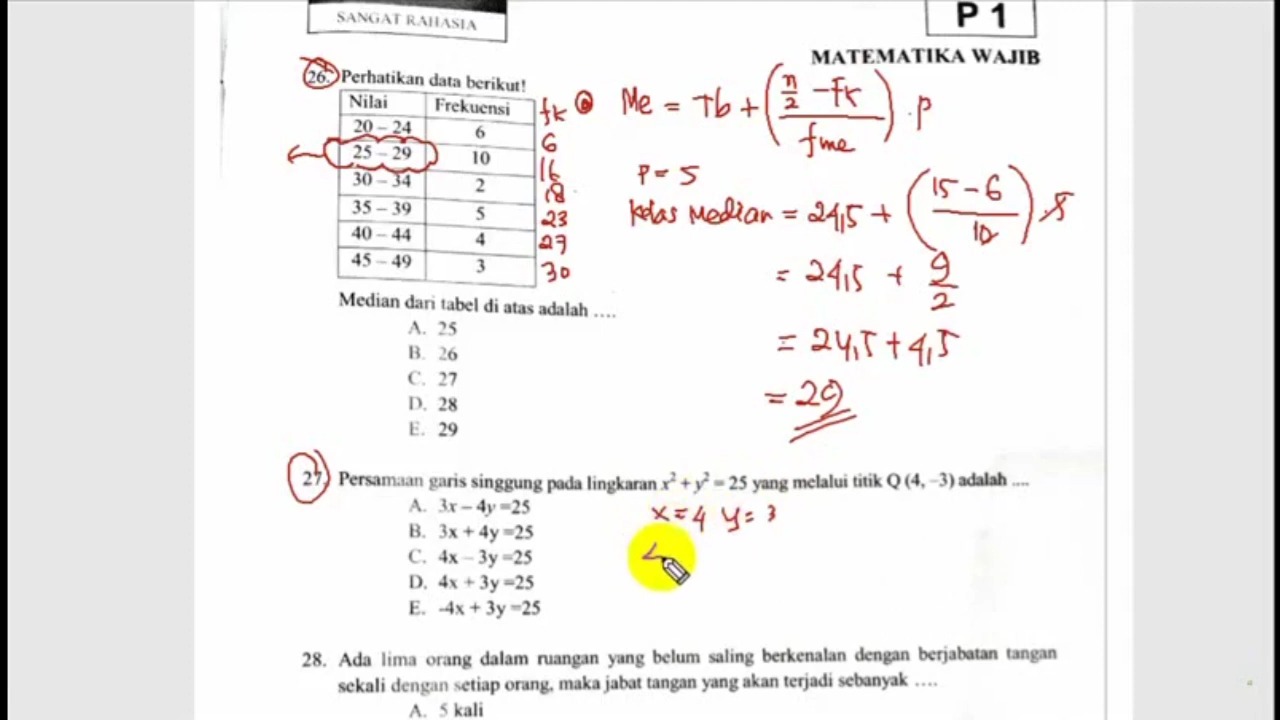 SANGAT RAHASIA
P 1
MATEMATIKA WAJIB
26. Perhatikan data berikut!
Nilai Frekuensi fk
20 – 24 6 6
25 – 29 10 16
30 – 34 2 18
35 – 39 5 23
40 – 44 4 27
45 – 49 3 30
Median dari tabel di atas adalah ….
A. 25
B. 26
C. 27
D. 28
E. 29
Me = Tb + (n/2 - fk / fme) . p
p = 5
kelas Median = 24,5 + (15 - 6 / 10) . 5
= 24,5 + 9/2
= 24,5 + 4,5
= 29
27. Persamaan garis singgung pada lingkaran x² + y² = 25 yang melalui titik Q (4, –3) adalah ....
A. 3x – 4y =25
B. 3x + 4y =25
C. 4x – 3y =25
D. 4x + 3y =25
E. -4x + 3y =25
x = 4 y = 3
28. Ada lima orang dalam ruangan yang belum saling berkenalan dengan berjabatan tangan
sekali dengan setiap orang, maka jabat tangan yang akan terjadi sebanyak ….
A. 5 kali